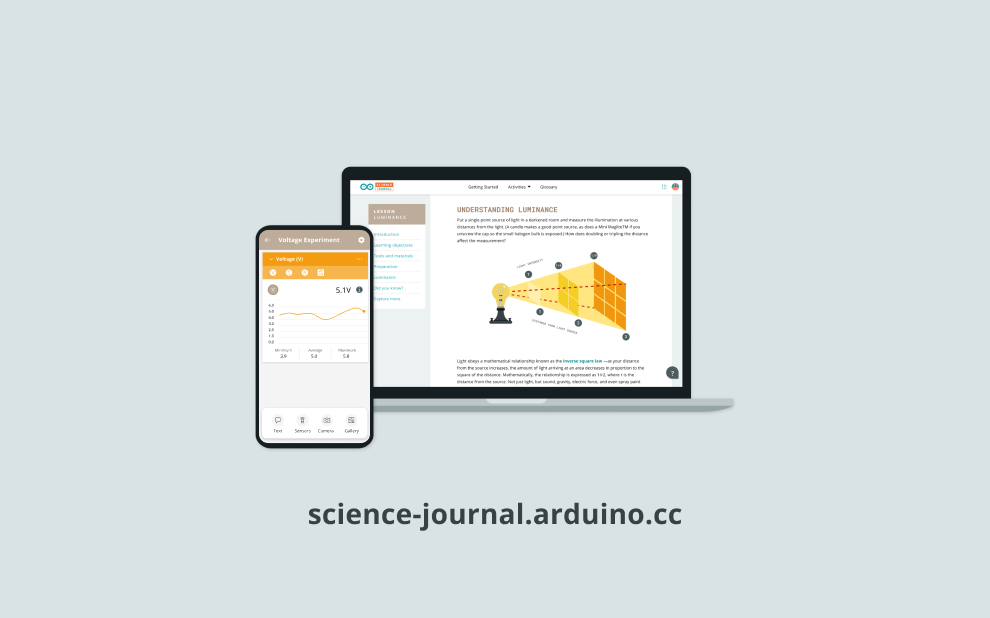 SCIENCE
JOURNAL
Getting Started
Activities
Glossary
LESSON
LUMINANCE
Introduction
Learning objectives
Tools and materials
Preparation
Luminance
Did you know?
Explore more
UNDERSTANDING LUMINANCE
Put a single point source of light in a darkened room and measure the illumination at various
distances from the light. (A candle makes a good point source, as does a Mini MagliteTM if you
unscrew the cap so the small halogen bulb is exposed.) How does doubling or tripling the distance
affect the measurement?
LIGHT INTENSITY
DISTANCE FROM LIGHT SOURCE
Light obeys a mathematical relationship known as the inverse square law —as your distance
from the source increases, the amount of light arriving at an area decreases in proportion to the
square of the distance. Mathematically, the relationship is expressed as 1/r2, where r is the
distance from the source. Not just light, but sound, gravity, electric force, and even spray paint
?
Voltage Experiment
Voltage (V)
5.1V
6.0
5.0
4.0
3.0
2.0
1.0
0.0
Minimum
Average
Maximum
3.9
5.0
5.8
Text
Sensors
Camera
Gallery
science-journal.arduino.cc